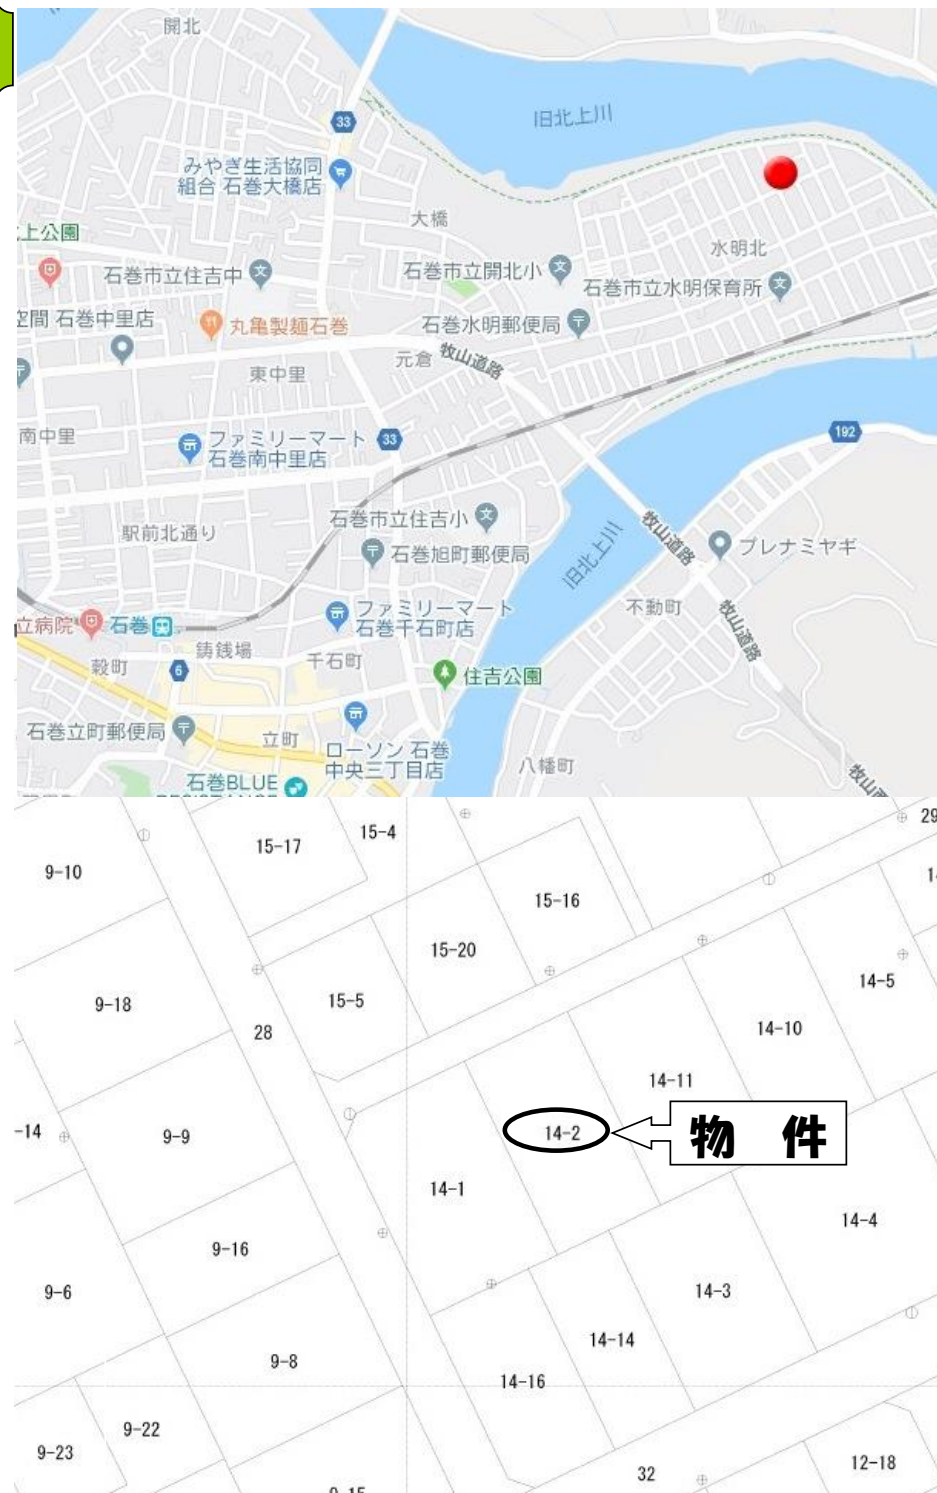 開北
旧北上川
33
みやぎ生活協同
組合 石巻大橋店
大橋
上公園
水明北
石巻市立住吉中
石巻市立開北小
石巻市立水明保育所
空間 石巻中里店
丸亀製麺石巻
石巻水明郵便局
牧山道路
元倉
東中里
南中里
ファミリーマート
石巻南中里店
33
192
駅前北通り
石巻市立住吉小
石巻旭町郵便局
旧北上川
牧山道路
プレナミヤギ
不動町
牧山道路
立病院
石巻
ファミリーマート
石巻千石町店
鋳銭場
千石町
穀町
6
住吉公園
石巻立町郵便局
立町
ローソン 石巻
中央三丁目店
八幡町
石巻BLUE
15-4
15-17
29
9-10
15-16
15-20
14-5
9-18
15-5
28
14-10
14-11
-14
9-9
14-2
物 件
14-1
14-4
9-16
9-6
14-3
14-14
9-8
14-16
9-22
9-23
12-18
32